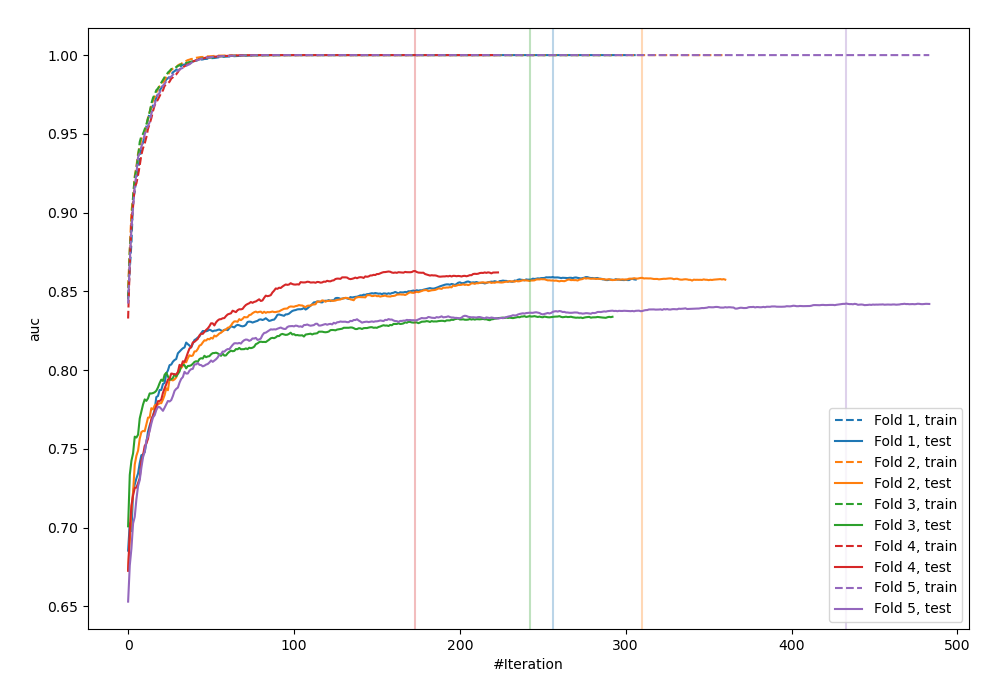 1.00
0.95
0.90
0.85
0.80
0.75
0.70
0.65
auc
0
100
200
300
400
500
#Iteration
Fold 1, train
Fold 1, test
Fold 2, train
Fold 2, test
Fold 3, train
Fold 3, test
Fold 4, train
Fold 4, test
Fold 5, train
Fold 5, test